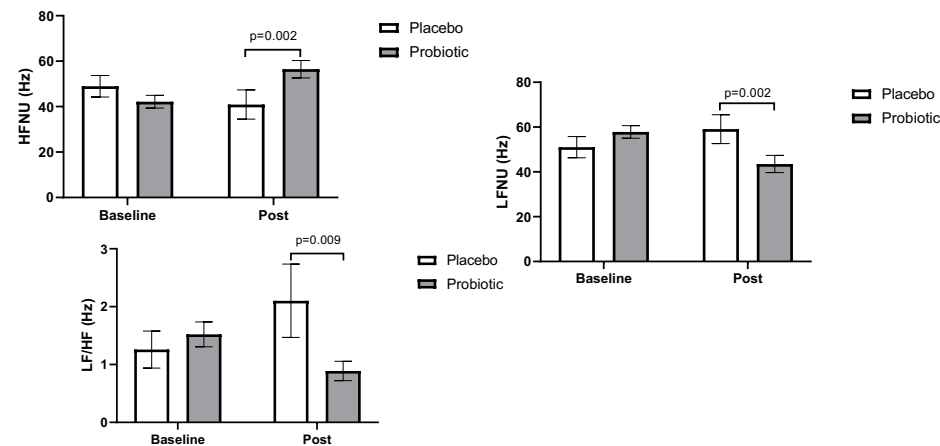 HFNU (Hz)
80
60
40
20
0
p=0.002
Baseline
Post
Placebo
Probiotic
LFNU (Hz)
80
60
40
20
0
p=0.002
Baseline
Post
Placebo
Probiotic
LF/HF (Hz)
3
2
1
0
p=0.009
Baseline
Post
Placebo
Probiotic